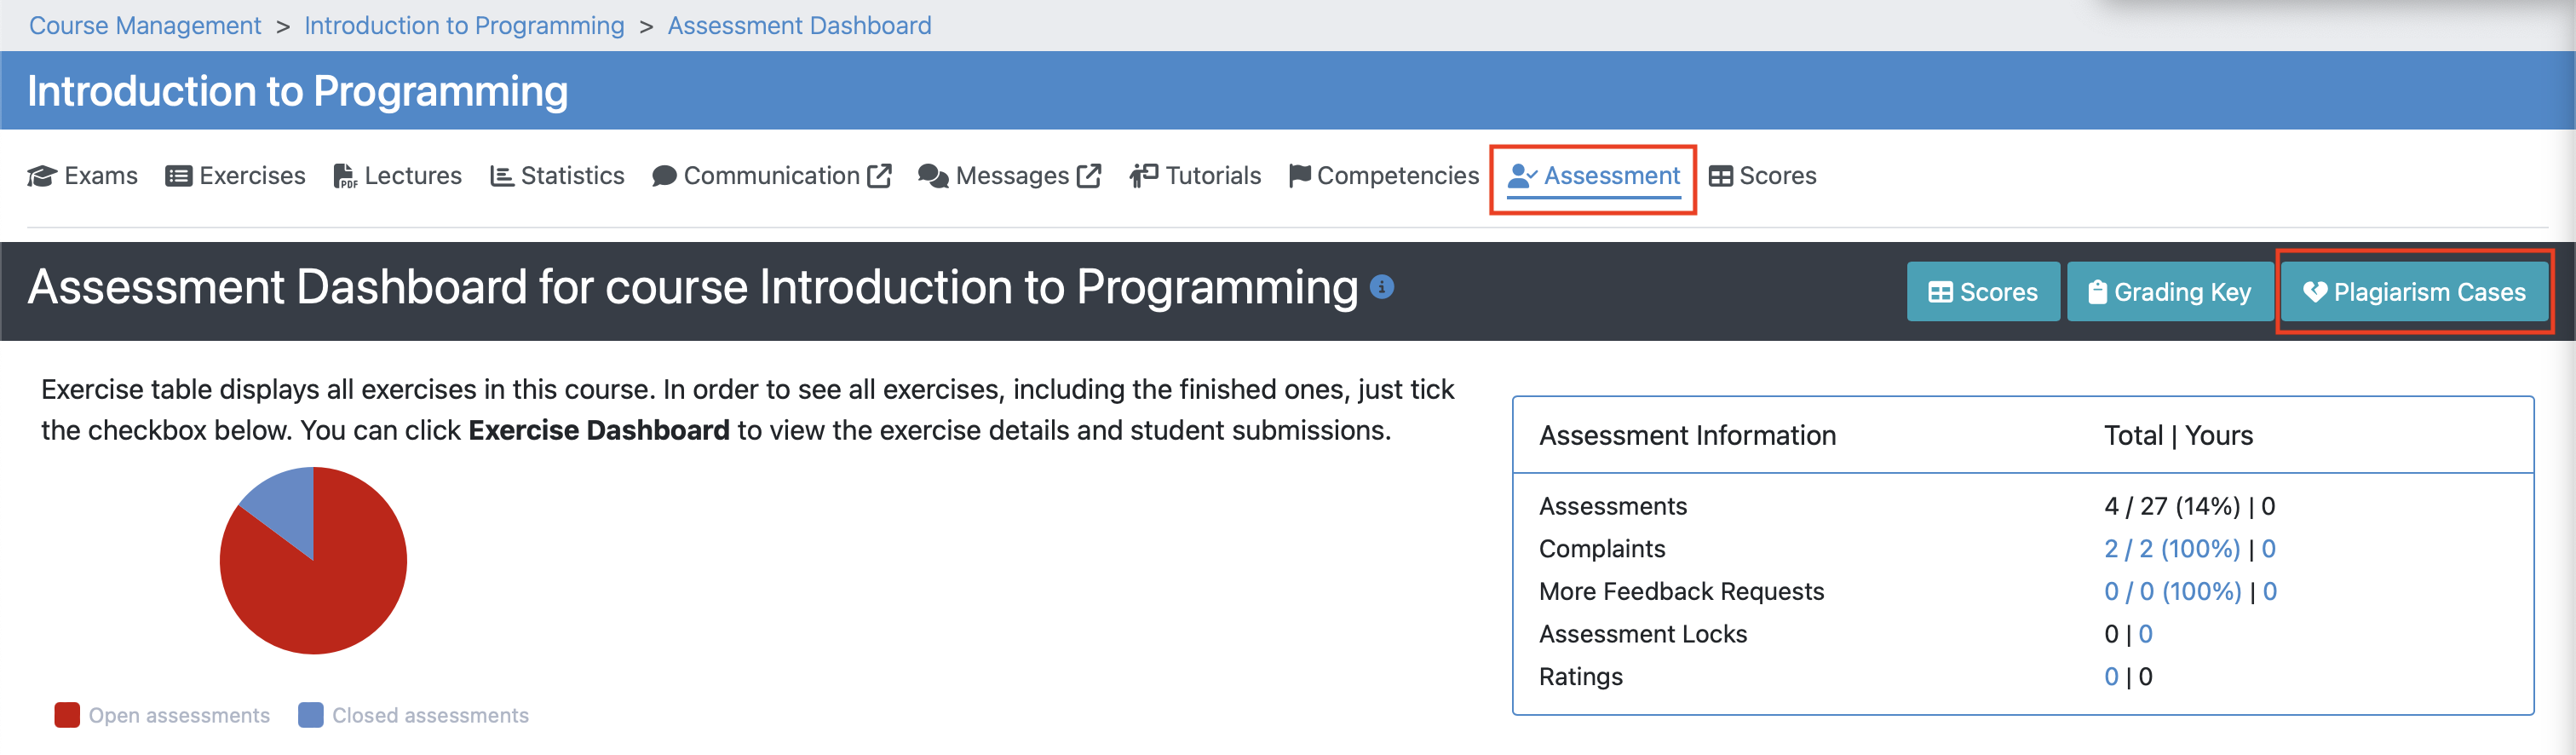 Course Management > Introduction to Programming > Assessment Dashboard
Introduction to Programming
Exams Exercises Lectures Statistics Communication Messages Tutorials Competencies Assessment Scores
Assessment Dashboard for course Introduction to Programming
Scores Grading Key Plagiarism Cases
Exercise table displays all exercises in this course. In order to see all exercises, including the finished ones, just tick
the checkbox below. You can click Exercise Dashboard to view the exercise details and student submissions.
Open assessments Closed assessments
Assessment Information Total | Yours
Assessments 4 / 27 (14%) | 0
Complaints 2 / 2 (100%) | 0
More Feedback Requests 0 / 0 (100%) | 0
Assessment Locks 0 | 0
Ratings 0 | 0